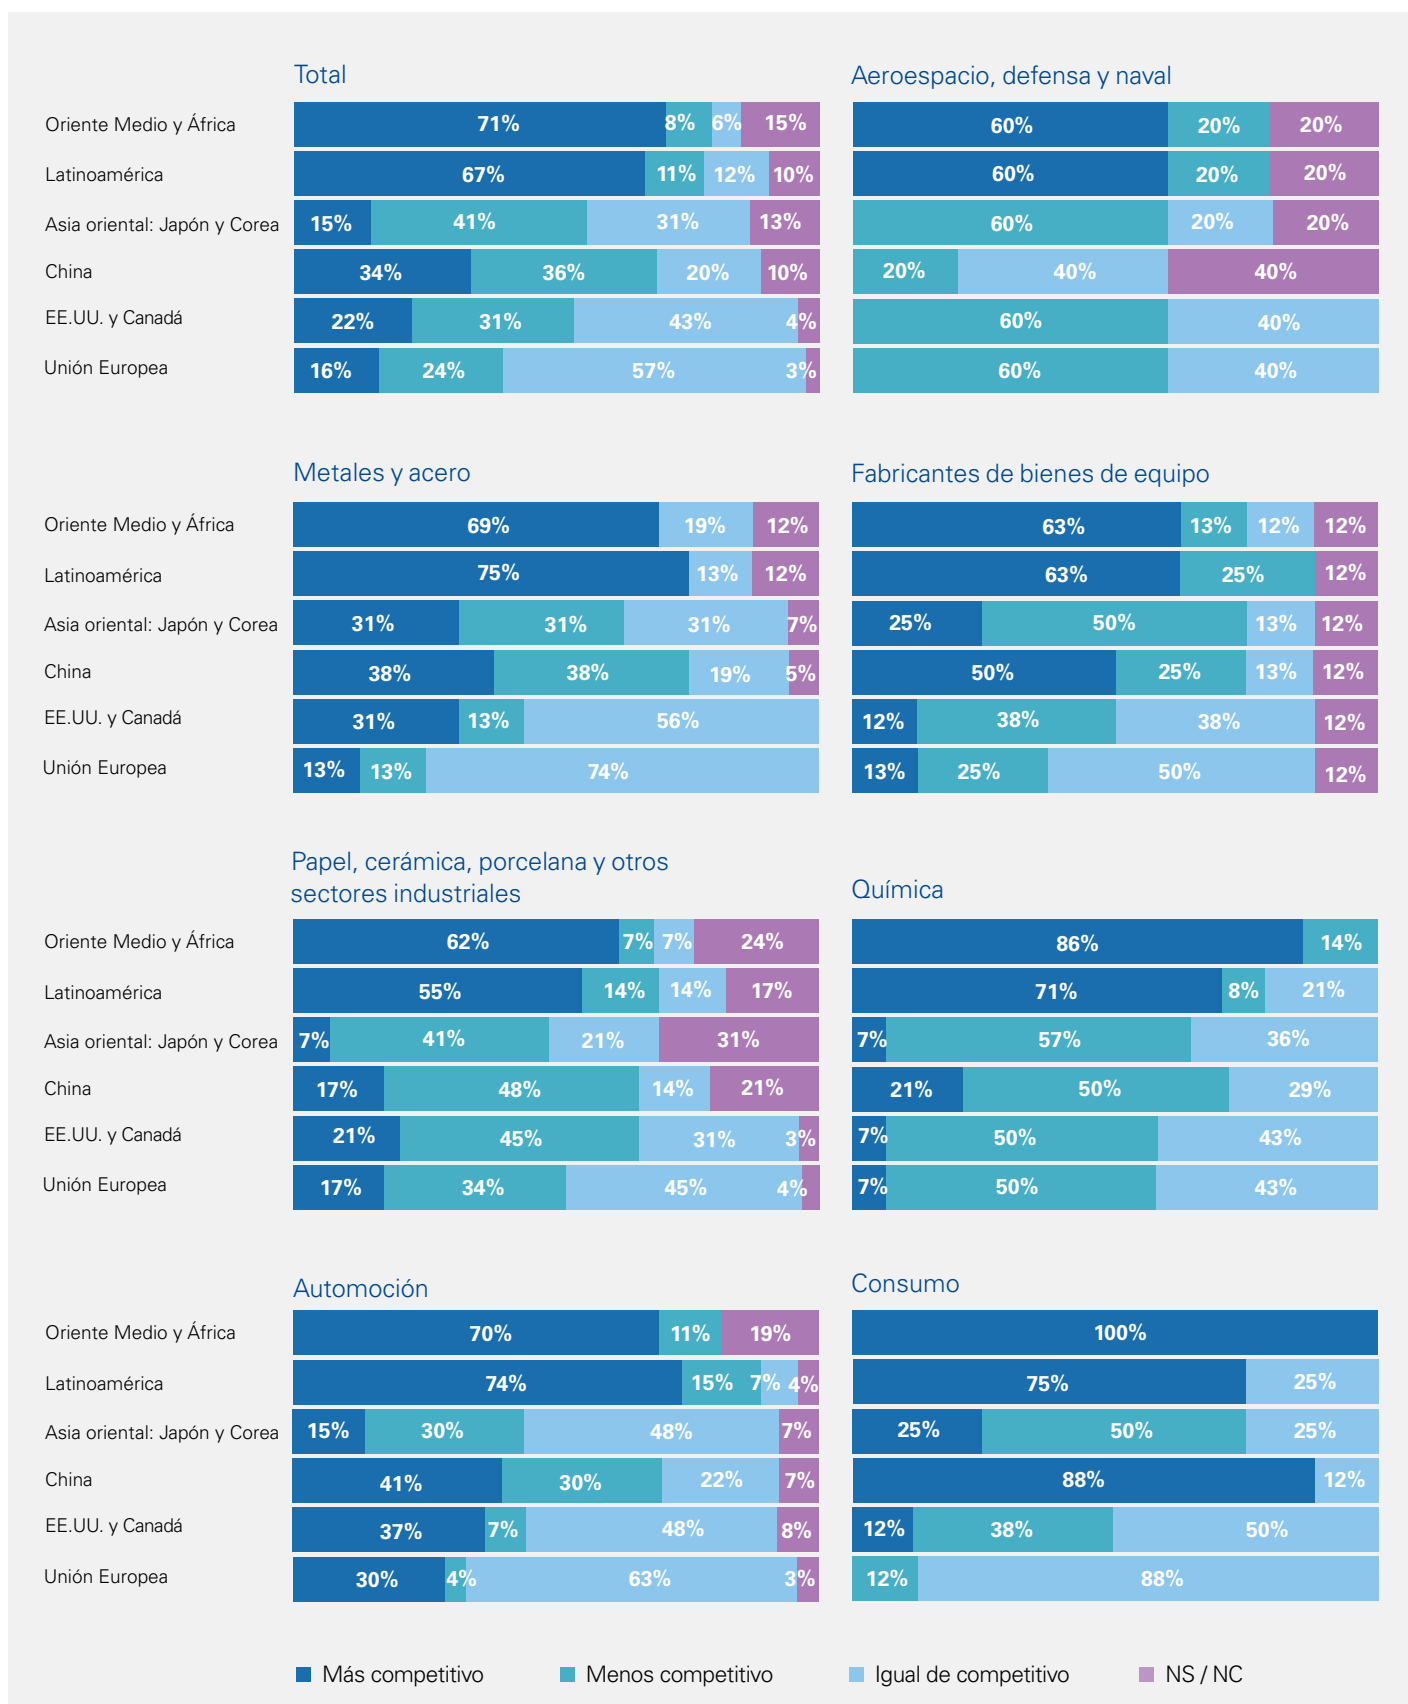 Total
Oriente Medio y África 71% 8% 6% 15%
Latinoamérica 67% 11% 12% 10%
Asia oriental: Japón y Corea 15% 41% 31% 13%
China 34% 36% 20% 10%
EE.UU. y Canadá 22% 31% 43% 4%
Unión Europea 16% 24% 57% 3%
Aeroespacio, defensa y naval
60% 20% 20%
60% 20% 20%
60% 20% 20%
20% 40% 40%
60% 40%
60% 40%
Metales y acero
Oriente Medio y África 69% 19% 12%
Latinoamérica 75% 13% 12%
Asia oriental: Japón y Corea 31% 31% 31% 7%
China 38% 38% 19% 5%
EE.UU. y Canadá 31% 13% 56%
Unión Europea 13% 13% 74%
Fabricantes de bienes de equipo
63% 13% 12% 12%
63% 25% 12%
25% 50% 13% 12%
50% 25% 13% 12%
12% 38% 38% 12%
13% 25% 50% 12%
Papel, cerámica, porcelana y otros
sectores industriales
Oriente Medio y África 62% 7% 7% 24%
Latinoamérica 55% 14% 14% 17%
Asia oriental: Japón y Corea 7% 41% 21% 31%
China 17% 48% 14% 21%
EE.UU. y Canadá 21% 45% 31% 3%
Unión Europea 17% 34% 45% 4%
Química
86% 14%
71% 8% 21%
7% 57% 36%
21% 50% 29%
7% 50% 43%
7% 50% 43%
Automoción
Oriente Medio y África 70% 11% 19%
Latinoamérica 74% 15% 7% 4%
Asia oriental: Japón y Corea 15% 30% 48% 7%
China 41% 30% 22% 7%
EE.UU. y Canadá 37% 7% 48% 8%
Unión Europea 30% 4% 63% 3%
Consumo
100%
75% 25%
25% 50% 25%
88% 12%
12% 38% 50%
12% 88%
Más competitivo Menos competitivo Igual de competitivo NS / NC